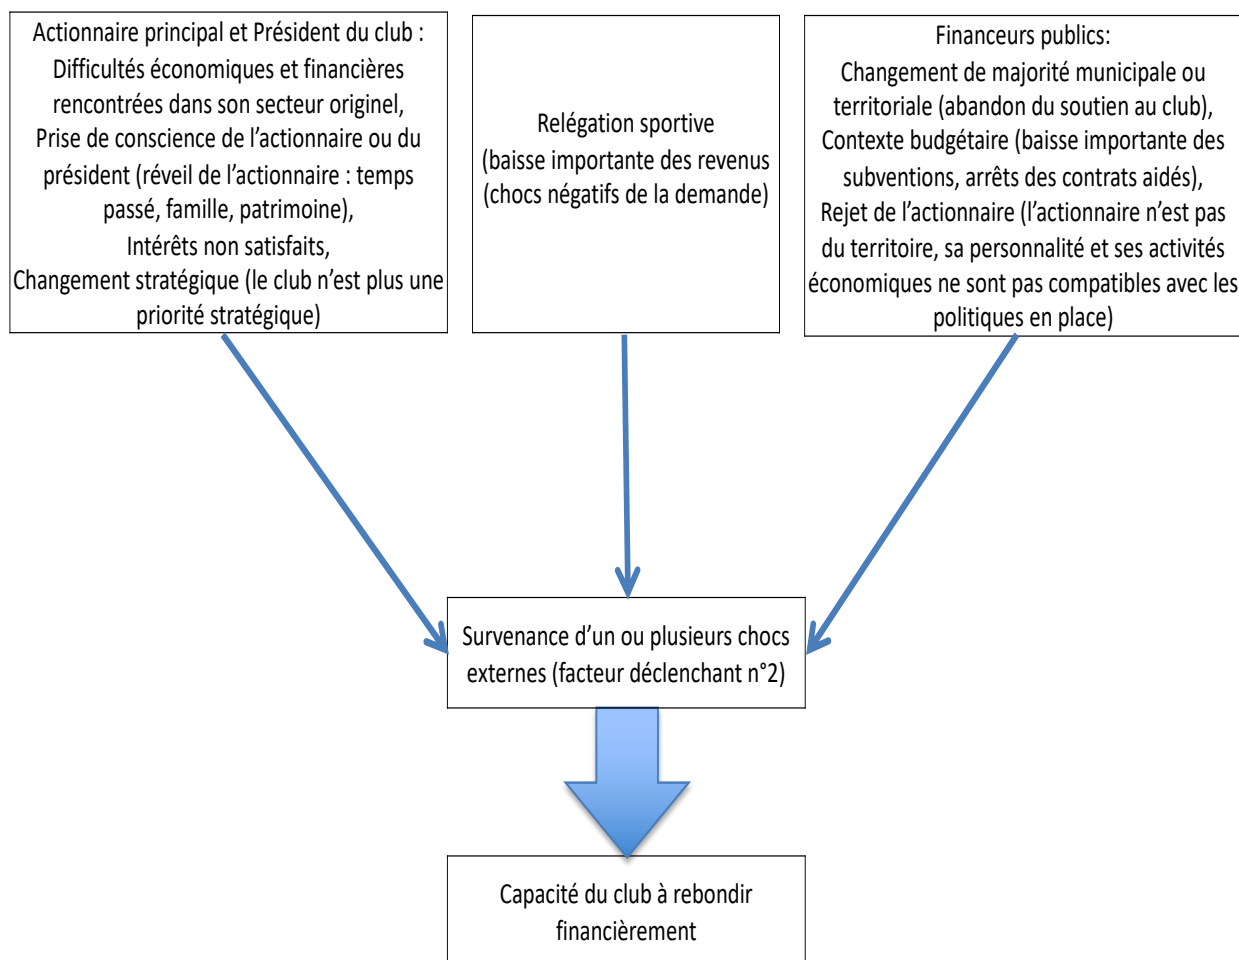 Actionnaire principal et Président du club :
Difficultés économiques et financières
rencontrées dans son secteur originel,
Prise de conscience de l’actionnaire ou du
président (réveil de l’actionnaire : temps
passé, famille, patrimoine),
Intérêts non satisfaits,
Changement stratégique (le club n’est plus une
priorité stratégique)
Relégation sportive
(baisse importante des revenus
(chocs négatifs de la demande)
Financeurs publics:
Changement de majorité municipale ou
territoriale (abandon du soutien au club),
Contexte budgétaire (baisse importante des
subventions, arrêts des contrats aidés),
Rejet de l’actionnaire (l’actionnaire n’est pas
du territoire, sa personnalité et ses activités
économiques ne sont pas compatibles avec les
politiques en place)
Survenance d’un ou plusieurs chocs
externes (facteur déclenchant n°2)
Capacité du club à rebondir
financièrement